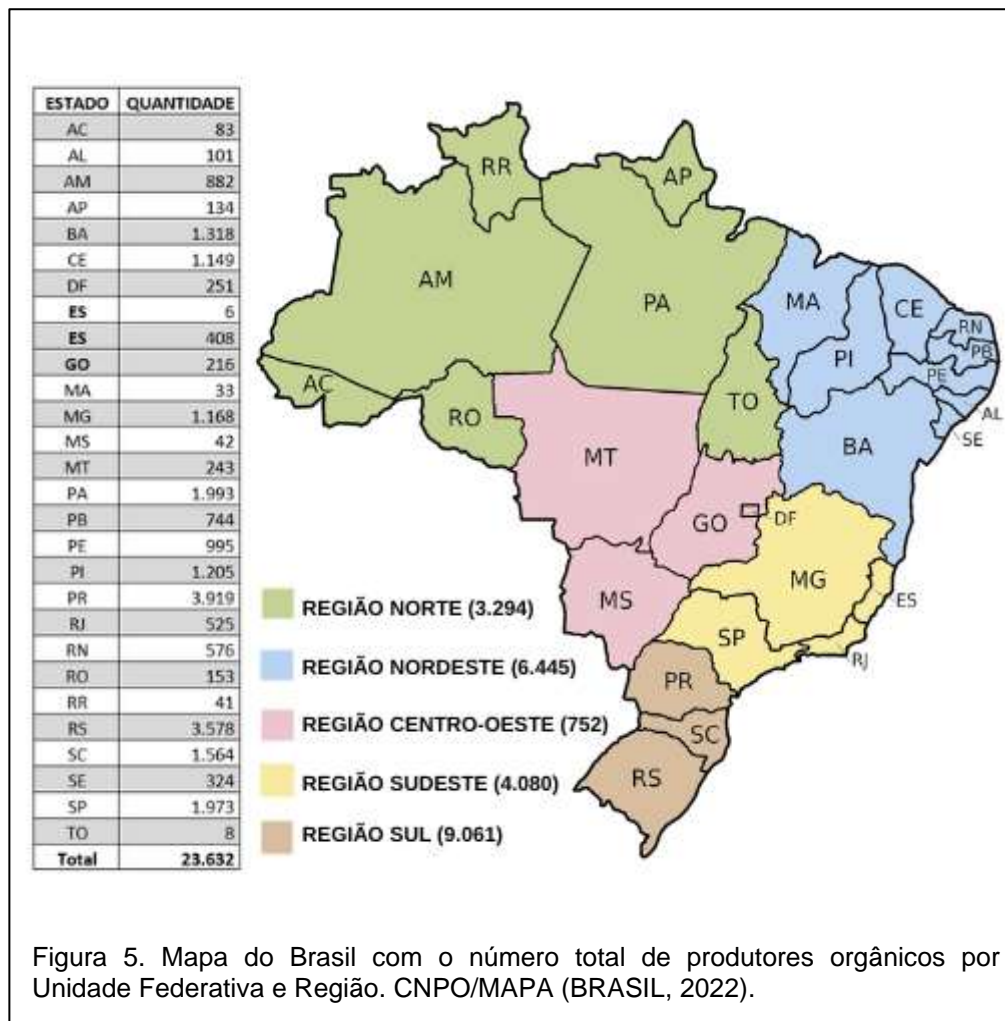 ESTADO QUANTIDADE
AC 83
AL 101
AM 882
AP 134
BA 1.318
CE 1.149
DF 251
ES 6
ES 408
GO 216
MA 33
MG 1.168
MS 42
MT 243
PA 1.993
PB 744
PE 995
PI 1.205
PR 3.919
RJ 525
RN 576
RO 153
RR 41
RS 3.578
SC 1.564
SE 324
SP 1.973
TO 8
Total 23.632
RR
AP
AM
PA
MA
CE
RN
PB
PI
PE
AC
TO
AL
RO
SE
BA
MT
GO
DF
MG
MS
ES
SP
RJ
PR
SC
RS
REGIÃO NORTE (3.294)
REGIÃO NORDESTE (6.445)
REGIÃO CENTRO-OESTE (752)
REGIÃO SUDESTE (4.080)
REGIÃO SUL (9.061)
Figura 5. Mapa do Brasil com o número total de produtores orgânicos por
Unidade Federativa e Região. CNPO/MAPA (BRASIL, 2022).